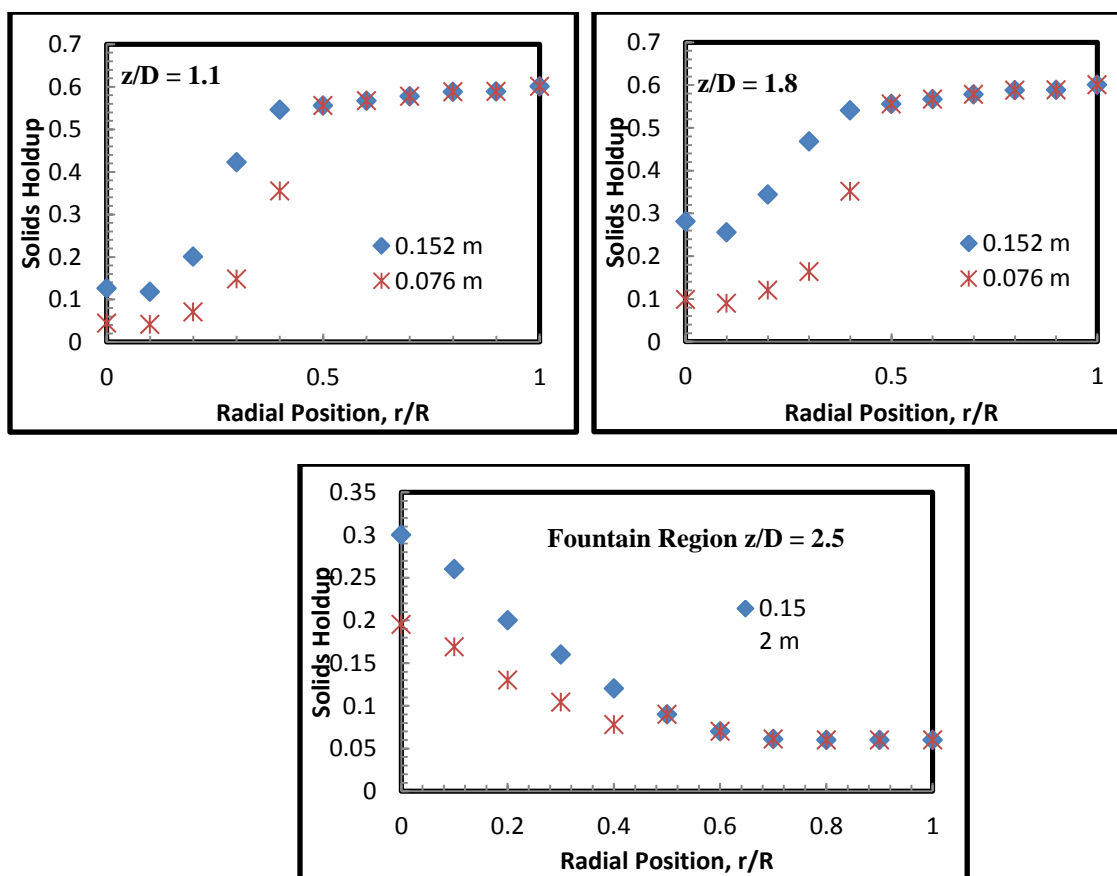 z/D = 1.1
Solids Holdup
0.7
0.6
0.5
0.4
0.3
0.2
0.1
0
0 0.5 1
Radial Position, r/R
0.152 m
0.076 m
z/D = 1.8
Solids Holdup
0.7
0.6
0.5
0.4
0.3
0.2
0.1
0
0 0.5 1
Radial Position, r/R
0.152 m
0.076 m
Fountain Region z/D = 2.5
Solids Holdup
0.35
0.3
0.25
0.2
0.15
0.1
0.05
0
0 0.2 0.4 0.6 0.8 1
Radial Position, r/R
0.15
2 m